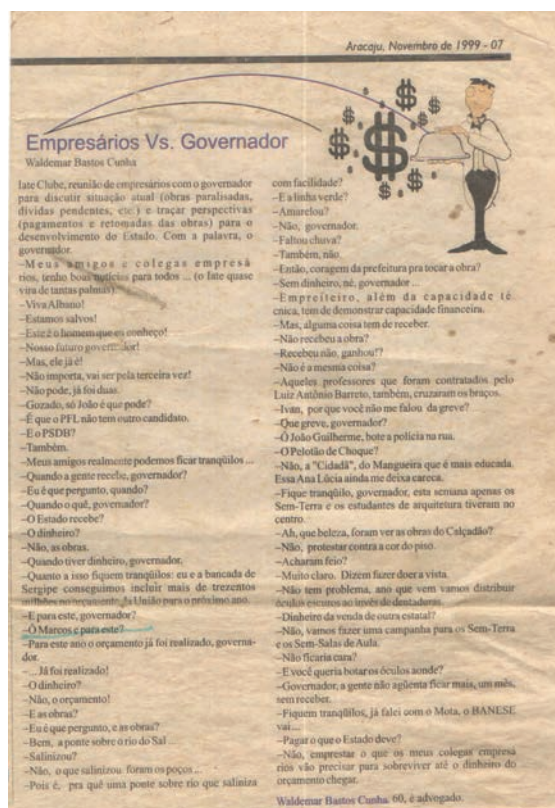 Aracaju, Novembro de 1999 - 07
Empresários Vs. Governador
Waldemar Bastos Cunha
Iate Clube, reunião de empresários com o governador
para discutir situação atual (obras paralisadas,
dívidas pendentes, etc.) e traçar perspectivas
(pagamentos e retomadas das obras) para o
desenvolvimento do Estado. Com a palavra, o
governador.
–Meus amigos e colegas empresá
rios, tenho boas notícias para todos ... (o Iate quase
vira de tantas palmas).
–Viva Albano!
–Estamos salvos!
–Este é o homem que eu conheço!
–Nosso futuro governador!
–Mas, ele já é!
–Não importa, vai ser pela terceira vez!
–Não pode, já foi duas.
–Gozado, só João é que pode?
–É que o PFL não tem outro candidato.
–E o PSDB?
–Também.
–Meus amigos realmente podemos ficar tranqüilos ...
–Quando a gente recebe, governador?
–Eu é que pergunto, quando?
–Quando o quê, governador?
–O Estado recebe?
–O dinheiro?
–Não, as obras.
–Quando tiver dinheiro, governador.
–Quanto a isso fiquem tranqüilos: eu e a bancada de
Sergipe conseguimos incluir mais de trezentos
milhões no orçamento da União para o próximo ano.
–E para este, governador?
–Ô Marcos e para este?
–Para este ano o orçamento já foi realizado, governa-
dor.
–... Já foi realizado!
–O dinheiro?
–Não, o orçamento!
–E as obras?
–Eu é que pergunto, e as obras?
–Bem, a ponte sobre o rio do Sal ...
–Salinizou?
–Não, o que salinizou foram os poços ...
–Pois é, pra quê uma ponte sobre rio que saliniza
com facilidade?
–E a linha verde?
–Amarelou?
–Não, governador.
–Faltou chuva?
–Também, não.
–Então, coragem da prefeitura pra tocar a obra?
–Sem dinheiro, né, governador ...
–Empreiteiro, além da capacidade té
cnica, tem de demonstrar capacidade financeira.
–Mas, alguma coisa tem de receber.
–Não recebeu a obra?
–Recebeu não, ganhou!?
–Não é a mesma coisa?
–Aqueles professores que foram contratados pelo
Luiz Antônio Barreto, também, cruzaram os braços.
–Ivan, por que você não me falou da greve?
–Que greve, governador?
–Ô João Guilherme, bote a polícia na rua.
–O Pelotão de Choque?
–Não, a "Cidadã", do Mangueira que é mais educada.
Essa Ana Lúcia ainda me deixa careca.
–Fique tranqüilo, governador, esta semana apenas os
Sem-Terra e os estudantes de arquitetura tiveram no
centro.
–Ah, que beleza, foram ver as obras do Calçadão?
–Não, protestar contra a cor do piso.
–Acharam feio?
–Muito claro. Dizem fazer doer a vista.
–Não tem problema, ano que vem vamos distribuir
óculos escuros ao invés de dentaduras.
–Dinheiro da venda de outra estatal?
–Não, vamos fazer uma campanha para os Sem-Terra
e os Sem-Salas de Aula.
–Não ficaria cara?
–E você queria botar os óculos aonde?
–Governador, a gente não agüenta ficar mais, um mês,
sem receber.
–Fiquem tranqüilos, já falei com o Mota, o BANESE
vai ...
–Pagar o que o Estado deve?
–Não, emprestar o que os meus colegas empresa
rios vão precisar para sobreviver até o dinheiro do
orçamento chegar.
Waldemar Bastos Cunha, 60, é advogado.